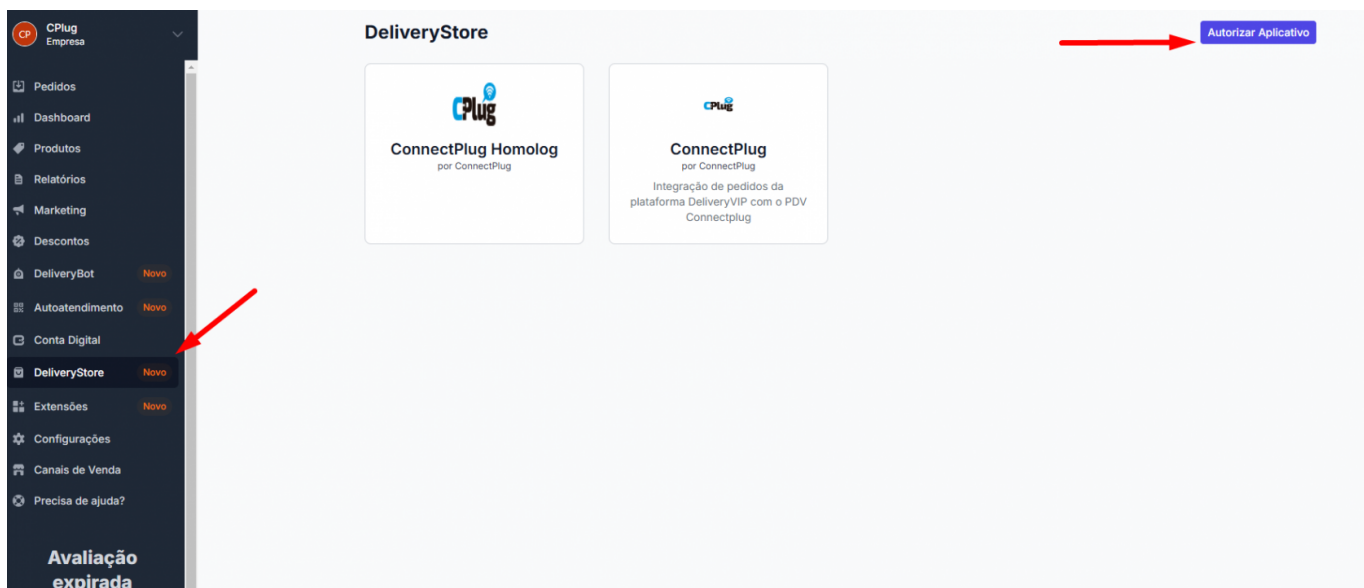 CP
CPlug
Empresa
Pedidos
Dashboard
Produtos
Relatórios
Marketing
Descontos
DeliveryBot Novo
Autoatendimento Novo
Conta Digital
DeliveryStore Novo
Extensões Novo
Configurações
Canais de Venda
Precisa de ajuda?
Avaliação
expirada
DeliveryStore
Autorizar Aplicativo
CPlug
ConnectPlug Homolog
por ConnectPlug
CPlug
ConnectPlug
por ConnectPlug
Integração de pedidos da
plataforma DeliveryVIP com o PDV
Connectplug